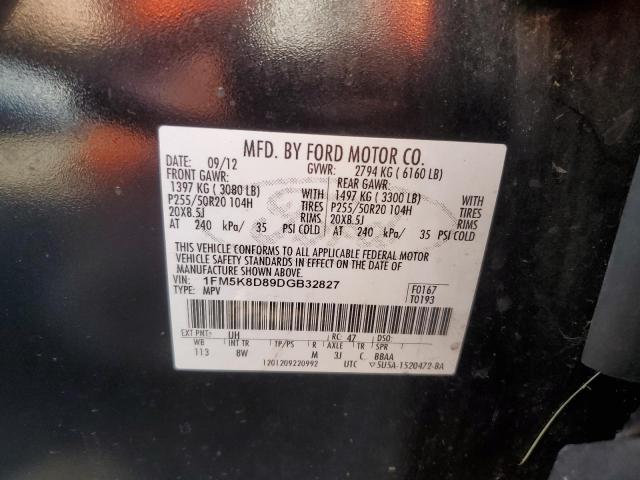 MFD. BY FORD MOTOR CO.
DATE: 09/12 GVWR: 2794 KG ( 6160 LB)
FRONT GAWR: REAR GAWR:
1397 KG ( 3080 LB) WITH 1497 KG ( 3300 LB) WITH
P255/50R20 104H TIRES P255/50R20 104H TIRES
20X8.5J RIMS 20X8.5J RIMS
AT 240 kPa/ 35 PSI COLD AT 240 kPa/ 35 PSI COLD
THIS VEHICLE CONFORMS TO ALL APPLICABLE FEDERAL MOTOR
VEHICLE SAFETY STANDARDS IN EFFECT ON THE DATE OF
MANUFACTURE SHOWN ABOVE.
VIN: 1FM5K8D89DGB32827 F0167
TYPE: MPV T0193
EXT PNT: UH RC: 47 DSO:
WB INT TR TP/PS R AXLE TR SPR
113 8W M 3J C BBAA
1201209220992 UTC 5U5A-1520472-BA